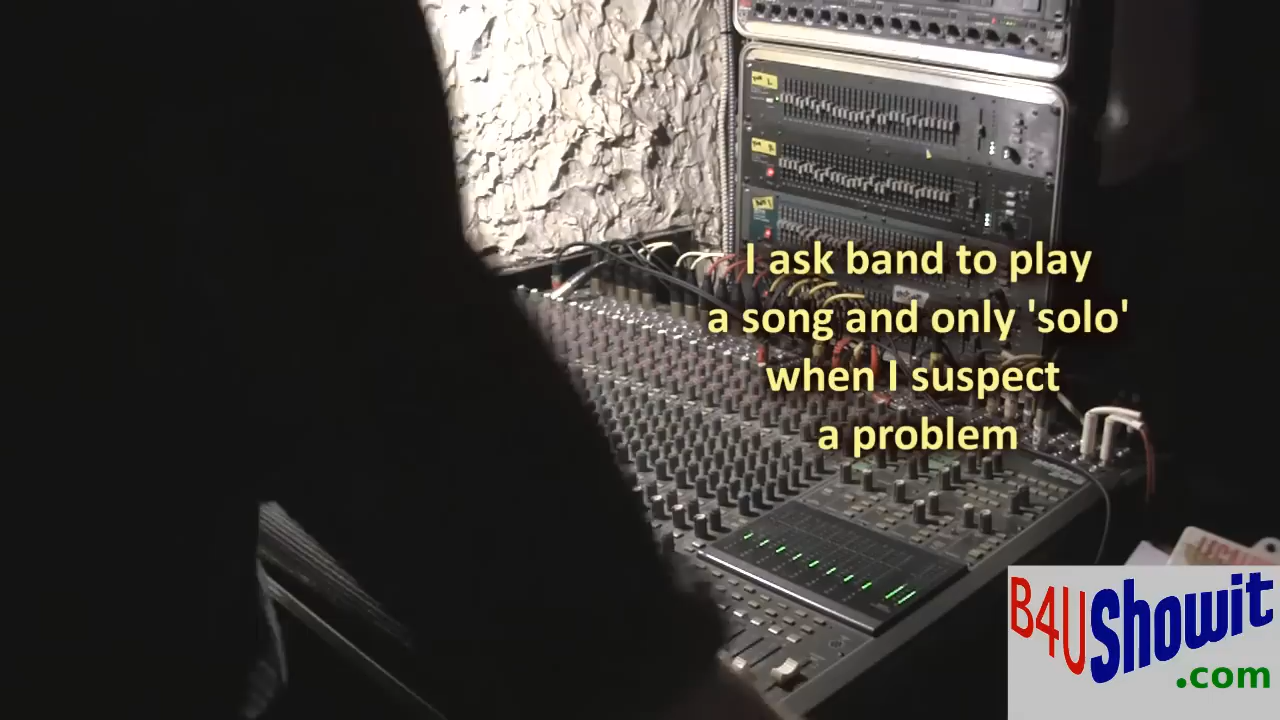 I ask band to play
a song and only 'solo'
when I suspect
a problem
B4UShowit
.com